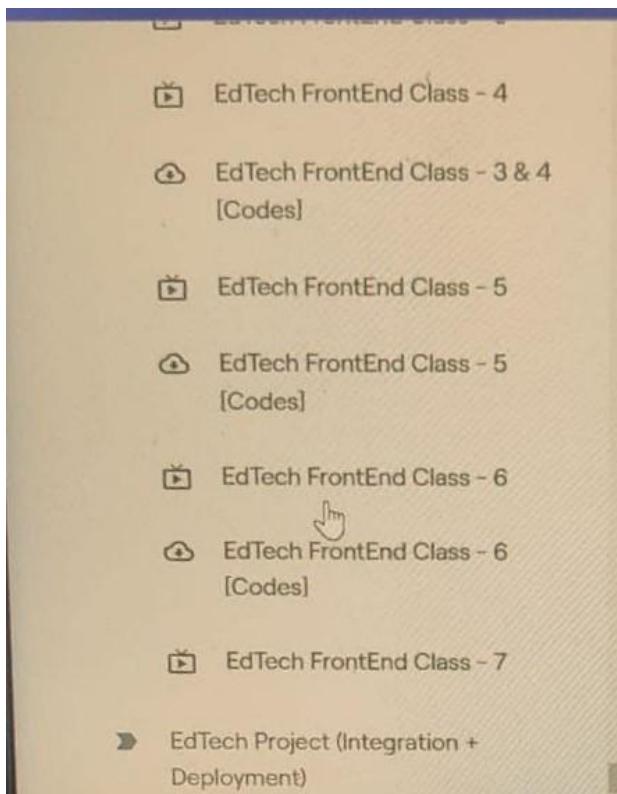 EdTech FrontEnd Class - 4
EdTech FrontEnd Class - 3 & 4
[Codes]
EdTech FrontEnd Class - 5
EdTech FrontEnd Class - 5
[Codes]
EdTech FrontEnd Class - 6
EdTech FrontEnd Class - 6
[Codes]
EdTech FrontEnd Class - 7
EdTech Project (Integration +
Deployment)